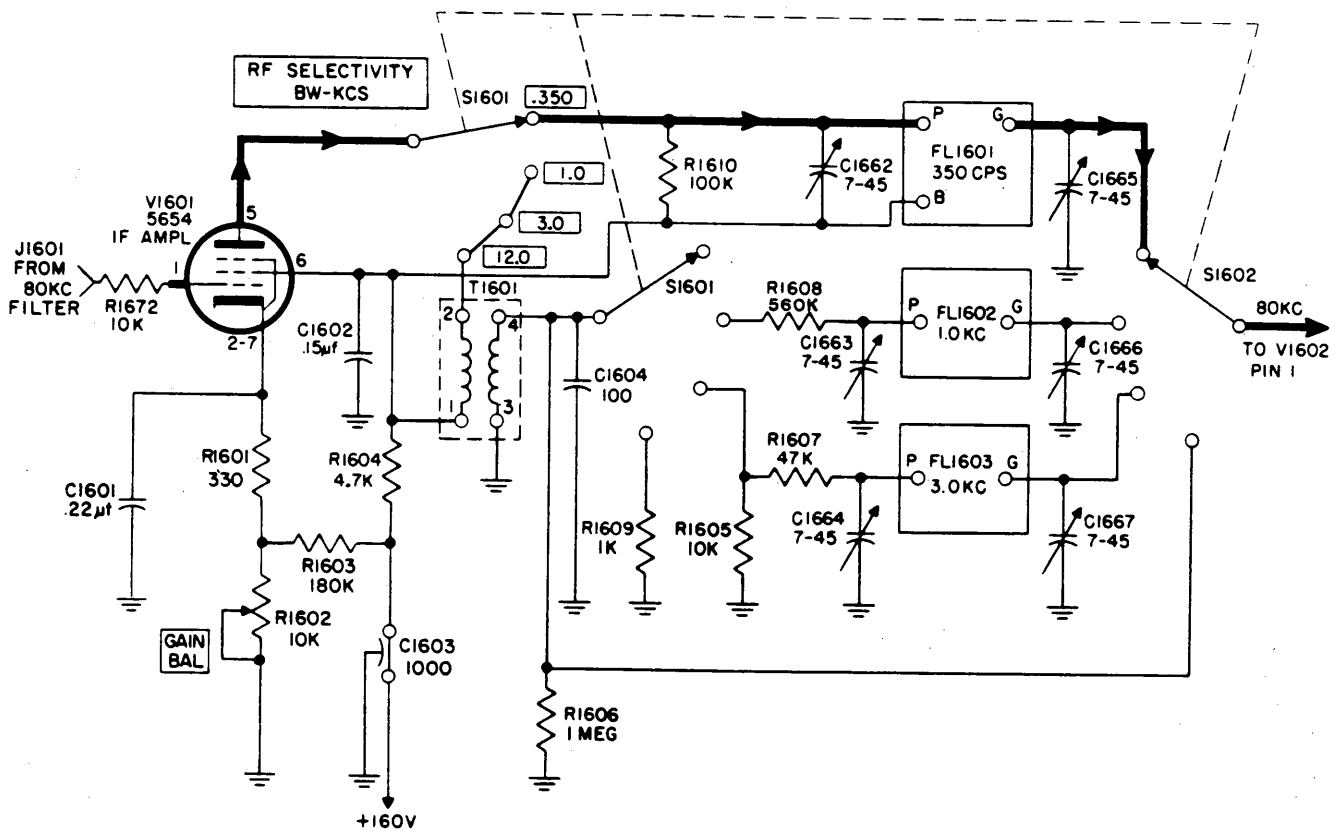 RF SELECTIVITY
BW-KCS
S1601
.350
1.0
3.0
12.0
V1601
5654
IF AMPL
5
1
6
2-7
J1601
FROM
80KC
FILTER
R1672
10K
C1602
.15µf
T1601
2
4
1
3
S1601
R1610
100K
C1662
7-45
P
G
B
FL1601
350 CPS
C1665
7-45
S1602
80KC
TO V1602
PIN 1
R1608
560K
C1663
7-45
P
G
FL1602
1.0KC
C1666
7-45
C1604
100
R1607
47K
P
G
FL1603
3.0KC
C1664
7-45
C1667
7-45
R1609
1K
R1605
10K
C1601
.22µf
R1601
330
R1604
4.7K
R1603
180K
R1602
10K
GAIN
BAL
C1603
1000
R1606
1 MEG
+160V